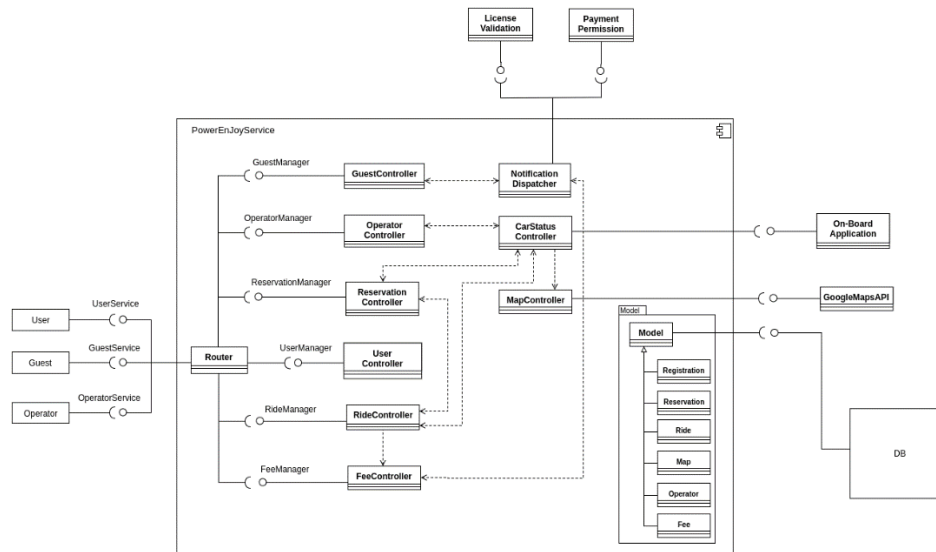 License
Validation
Payment
Permission
PowerEnJoyService
GuestManager
GuestController
Notification
Dispatcher
OperatorManager
Operator
Controller
CarStatus
Controller
On-Board
Application
ReservationManager
Reservation
Controller
MapController
GoogleMapsAPI
UserService
User
Model
Model
GuestService
Guest
Router
UserManager
User
Controller
Registration
Reservation
OperatorService
Operator
RideManager
RideController
Ride
Map
DB
FeeManager
FeeController
Operator
Fee